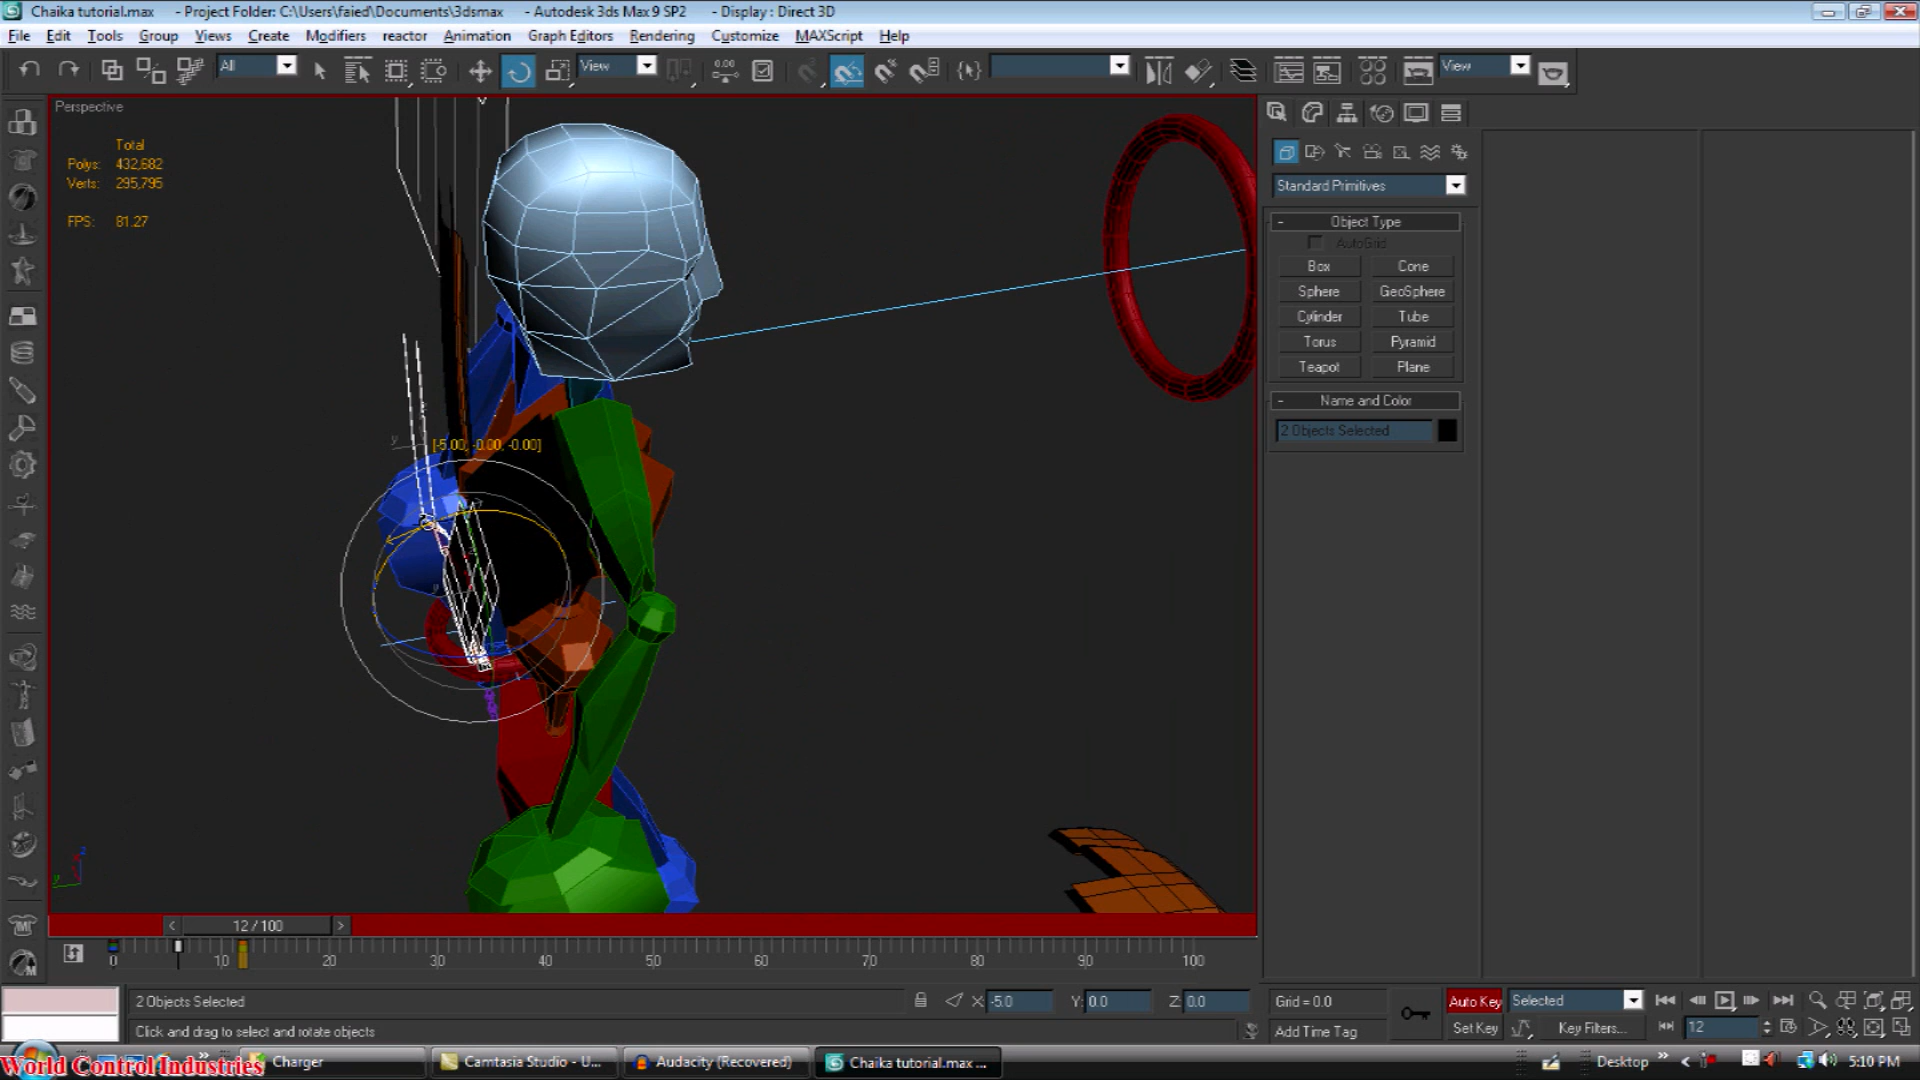 Chaika tutorial.max - Project Folder: C:\Users\faied\Documents\3dsmax - Autodesk 3ds Max 9 SP2 - Display : Direct 3D
File Edit Tools Group Views Create Modifiers reactor Animation Graph Editors Rendering Customize MAXScript Help
All View 0.00 View
Perspective
Total
Polys: 432,682
Verts: 295,795
FPS: 81.27
Standard Primitives
- Object Type
AutoGrid
Box Cone
Sphere GeoSphere
Cylinder Tube
Torus Pyramid
Teapot Plane
- Name and Color
2 Objects Selected
[-5.00, -0.00, -0.00]
y
z
y
< 12 / 100 >
0 10 20 30 40 50 60 70 80 90 100
2 Objects Selected X: -5.0 Y: 0.0 Z: 0.0 Grid = 0.0 Auto Key Selected
Click and drag to select and rotate objects Add Time Tag Set Key Key Filters... 12
World Control Industries Charger Camtasia Studio - U... Audacity (Recovered) Chaika tutorial.max ... Desktop » < 5:10 PM